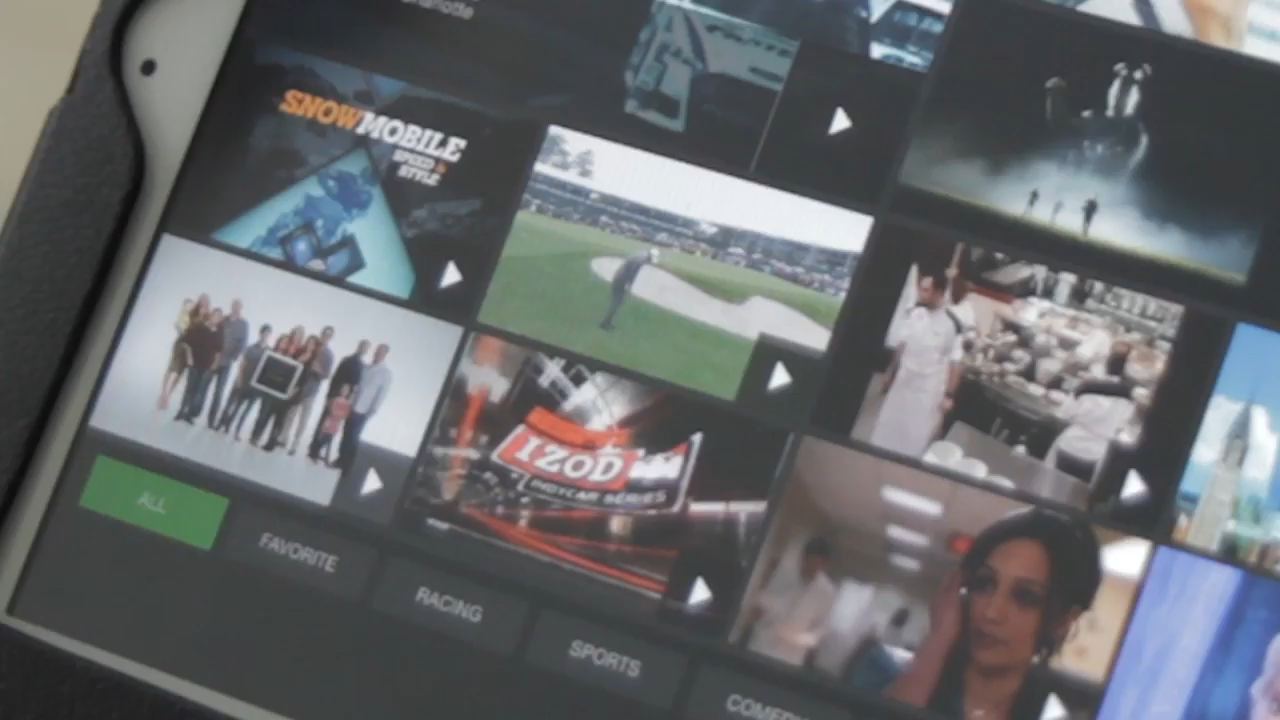 SNOWMOBILE
SPEED &
STYLE
IZOD
INDYCAR SERIES
ALL
FAVORITE
RACING
SPORTS